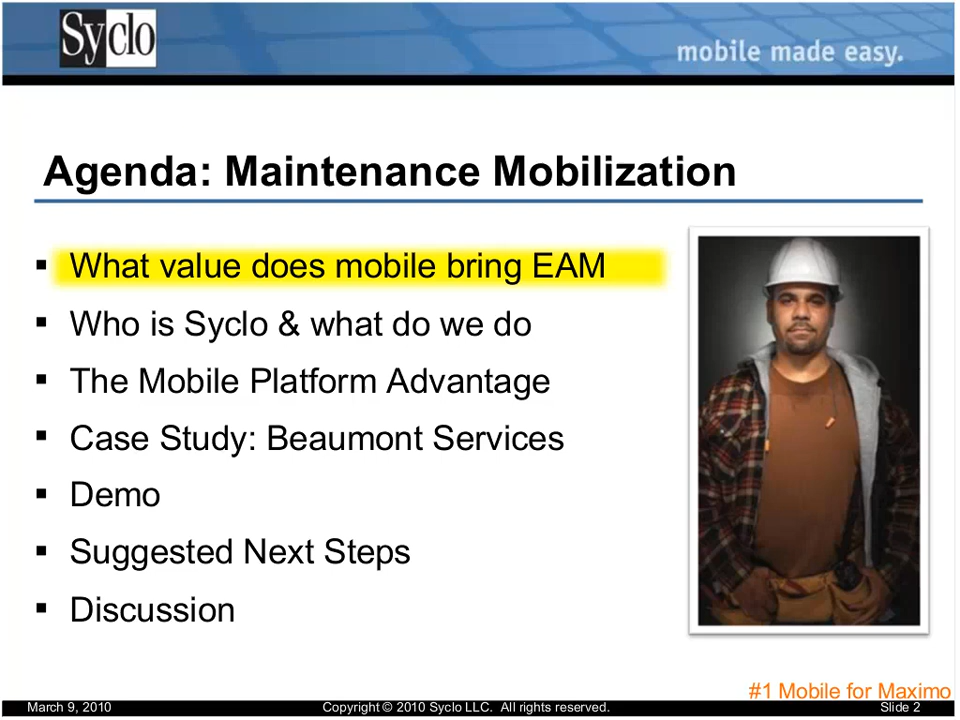 Syclo
mobile made easy.
Agenda: Maintenance Mobilization
▪ What value does mobile bring EAM
▪ Who is Syclo & what do we do
▪ The Mobile Platform Advantage
▪ Case Study: Beaumont Services
▪ Demo
▪ Suggested Next Steps
▪ Discussion
#1 Mobile for Maximo
March 9, 2010 Copyright © 2010 Syclo LLC. All rights reserved. Slide 2